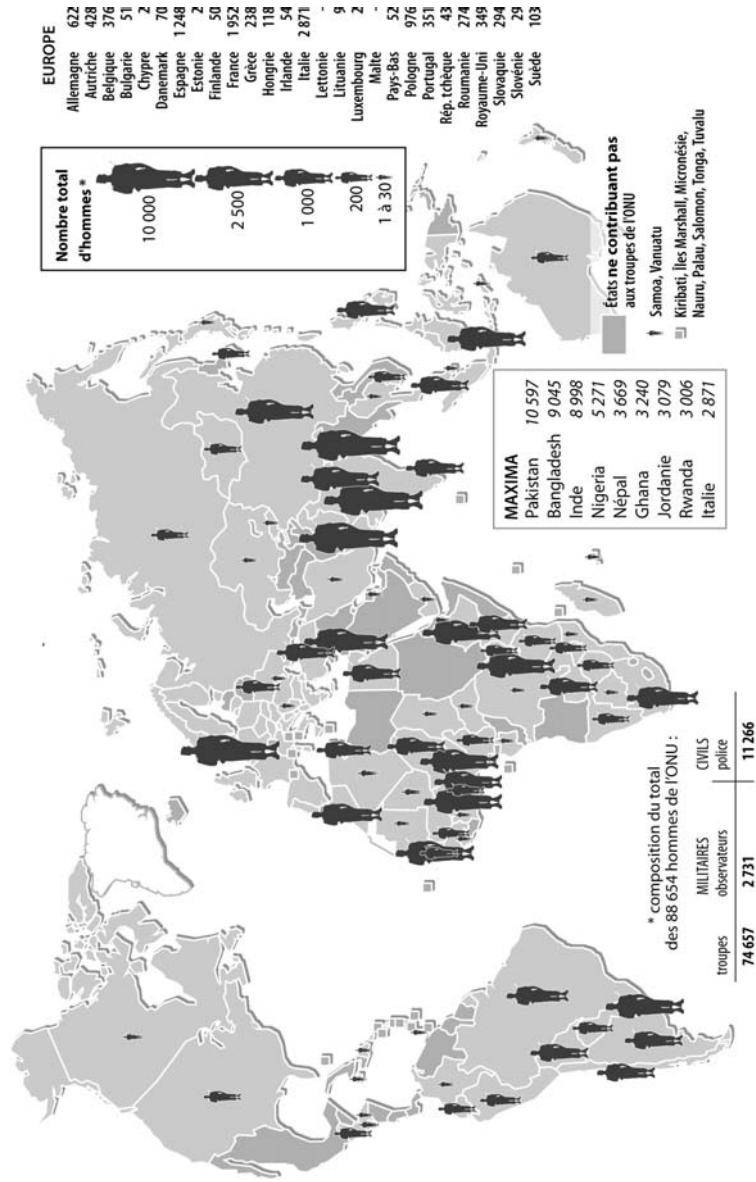 EUROPE
Allemagne 622
Autriche 428
Belgique 376
Bulgarie 51
Chypre 2
Danemark 70
Espagne 1 248
Estonie 2
Finlande 50
France 1 952
Grèce 238
Hongrie 118
Irlande 54
Italie 2 871
Lettonie -
Lituanie 9
Luxembourg 2
Malte -
Pays-Bas 52
Pologne 976
Portugal 351
Rép. tchèque 43
Roumanie 274
Royaume-Uni 349
Slovaquie 294
Slovénie 29
Suède 103
Nombre total
d'hommes *
10 000
2 500
1 000
200
1 à 30
États ne contribuant pas
aux troupes de l'ONU
Samoa, Vanuatu
Kiribati, Îles Marshall, Micronésie,
Nauru, Palau, Salomon, Tonga, Tuvalu
MAXIMA
Pakistan 10 597
Bangladesh 9 045
Inde 8 998
Nigeria 5 271
Népal 3 669
Ghana 3 240
Jordanie 3 079
Rwanda 3 006
Italie 2 871
* composition du total
des 88 654 hommes de l'ONU :
MILITAIRES CIVILS
troupes observateurs police
74 657 2 731 11 266